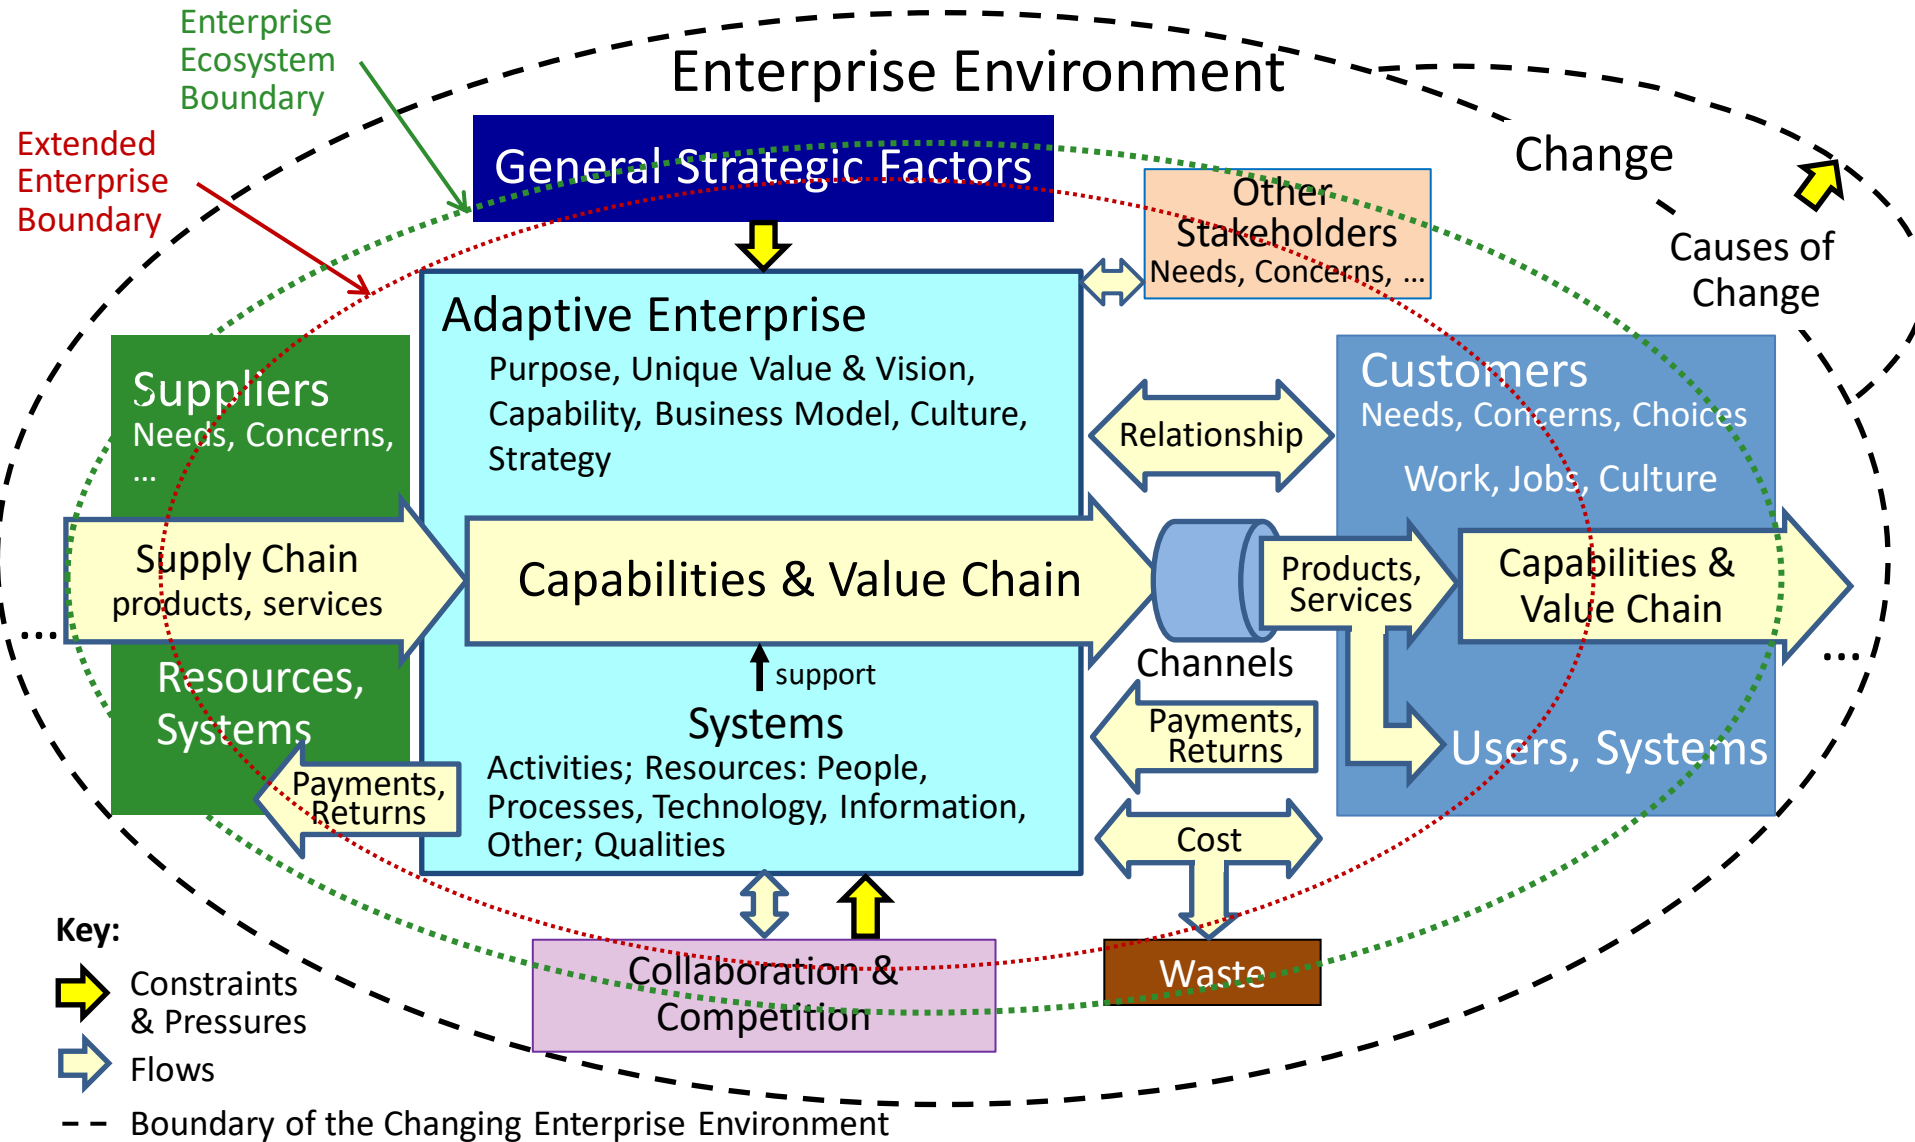 Enterprise
Ecosystem
Boundary
Enterprise Environment
Extended
Enterprise
Boundary
General Strategic Factors
Change
Causes of
Change
Other
Stakeholders
Needs, Concerns, ...
Adaptive Enterprise
Purpose, Unique Value & Vision,
Capability, Business Model, Culture,
Strategy
Suppliers
Needs, Concerns,
...
Relationship
Customers
Needs, Concerns, Choices
Work, Jobs, Culture
Supply Chain
products, services
...
Capabilities & Value Chain
Products,
Services
Capabilities &
Value Chain
...
Channels
support
Resources,
Systems
Systems
Activities; Resources: People,
Processes, Technology, Information,
Other; Qualities
Payments,
Returns
Payments,
Returns
Users, Systems
Cost
Collaboration &
Competition
Waste
Key:
Constraints
& Pressures
Flows
Boundary of the Changing Enterprise Environment